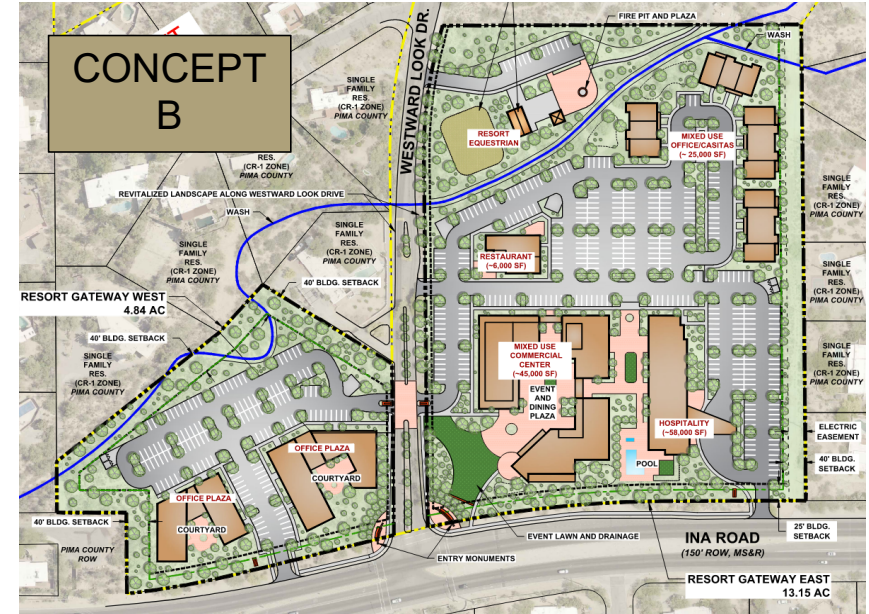 CONCEPT
B
FIRE PIT AND PLAZA
WASH
WESTWARD LOOK DR.
SINGLE
FAMILY
RES.
(CR-1 ZONE)
PIMA COUNTY
RES.
(CR-1 ZONE)
PIMA COUNTY
RESORT
EQUESTRIAN
MIXED USE
OFFICE/CASITAS
(~ 25,000 SF)
REVITALIZED LANDSCAPE ALONG WESTWARD LOOK DRIVE
WASH
SINGLE
FAMILY
RES.
(CR-1 ZONE)
PIMA COUNTY
SINGLE
FAMILY
RES.
(CR-1 ZONE)
PIMA COUNTY
SINGLE
FAMILY
RES.
(CR-1 ZONE)
PIMA COUNTY
RESTAURANT
(~6,000 SF)
SINGLE
FAMILY
RES.
(CR-1 ZONE)
PIMA COUNTY
40' BLDG. SETBACK
RESORT GATEWAY WEST
4.84 AC
40' BLDG. SETBACK
SINGLE
FAMILY
RES.
(CR-1 ZONE)
PIMA COUNTY
MIXED USE
COMMERCIAL
CENTER
(~45,000 SF)
EVENT
AND
DINING
PLAZA
SINGLE
FAMILY
RES.
(CR-1 ZONE)
PIMA COUNTY
HOSPITALITY
(~58,000 SF)
ELECTRIC
EASEMENT
40' BLDG.
SETBACK
OFFICE PLAZA
COURTYARD
POOL
OFFICE PLAZA
COURTYARD
40' BLDG. SETBACK
PIMA COUNTY
ROW
EVENT LAWN AND DRAINAGE
ENTRY MONUMENTS
INA ROAD
(150' ROW, MS&R)
25' BLDG.
SETBACK
RESORT GATEWAY EAST
13.15 AC